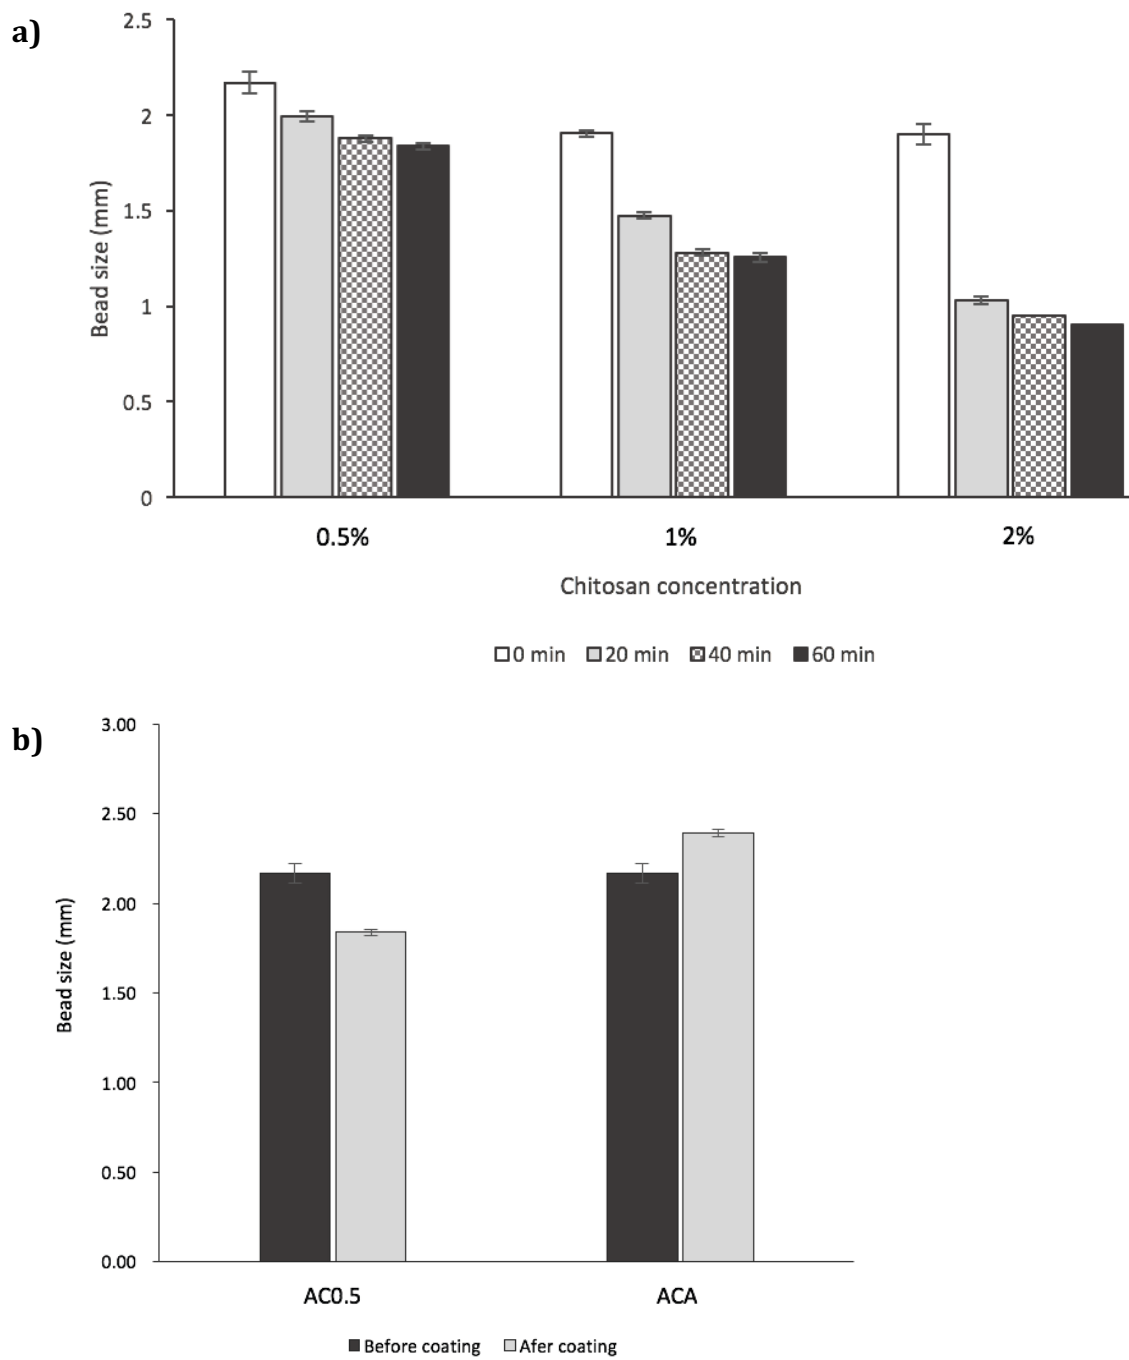 a)
2.5
2
1.5
1
0.5
0
Bead size (mm)
0.5% 1% 2%
Chitosan concentration
0 min 20 min 40 min 60 min
b)
3.00
2.50
2.00
1.50
1.00
0.50
0.00
Bead size (mm)
AC0.5 ACA
Before coating Afer coating